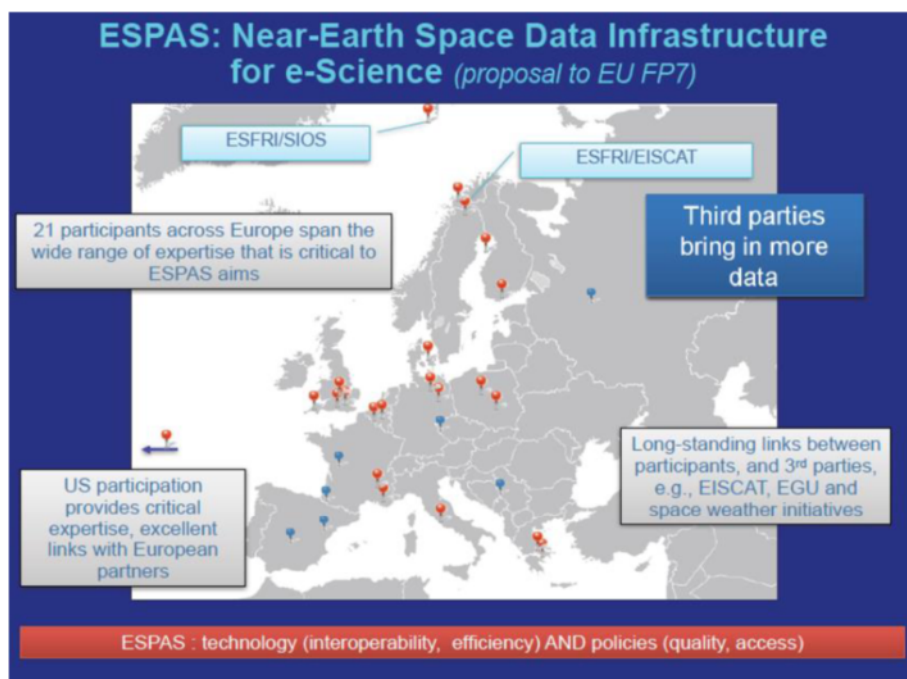 ESPAS: Near-Earth Space Data Infrastructure
for e-Science (proposal to EU FP7)
ESFRI/SIOS
ESFRI/EISCAT
21 participants across Europe span the
wide range of expertise that is critical to
ESPAS aims
Third parties
bring in more
data
Long-standing links between
participants, and 3rd parties,
e.g., EISCAT, EGU and
space weather initiatives
US participation
provides critical
expertise, excellent
links with European
partners
ESPAS : technology (interoperability, efficiency) AND policies (quality, access)